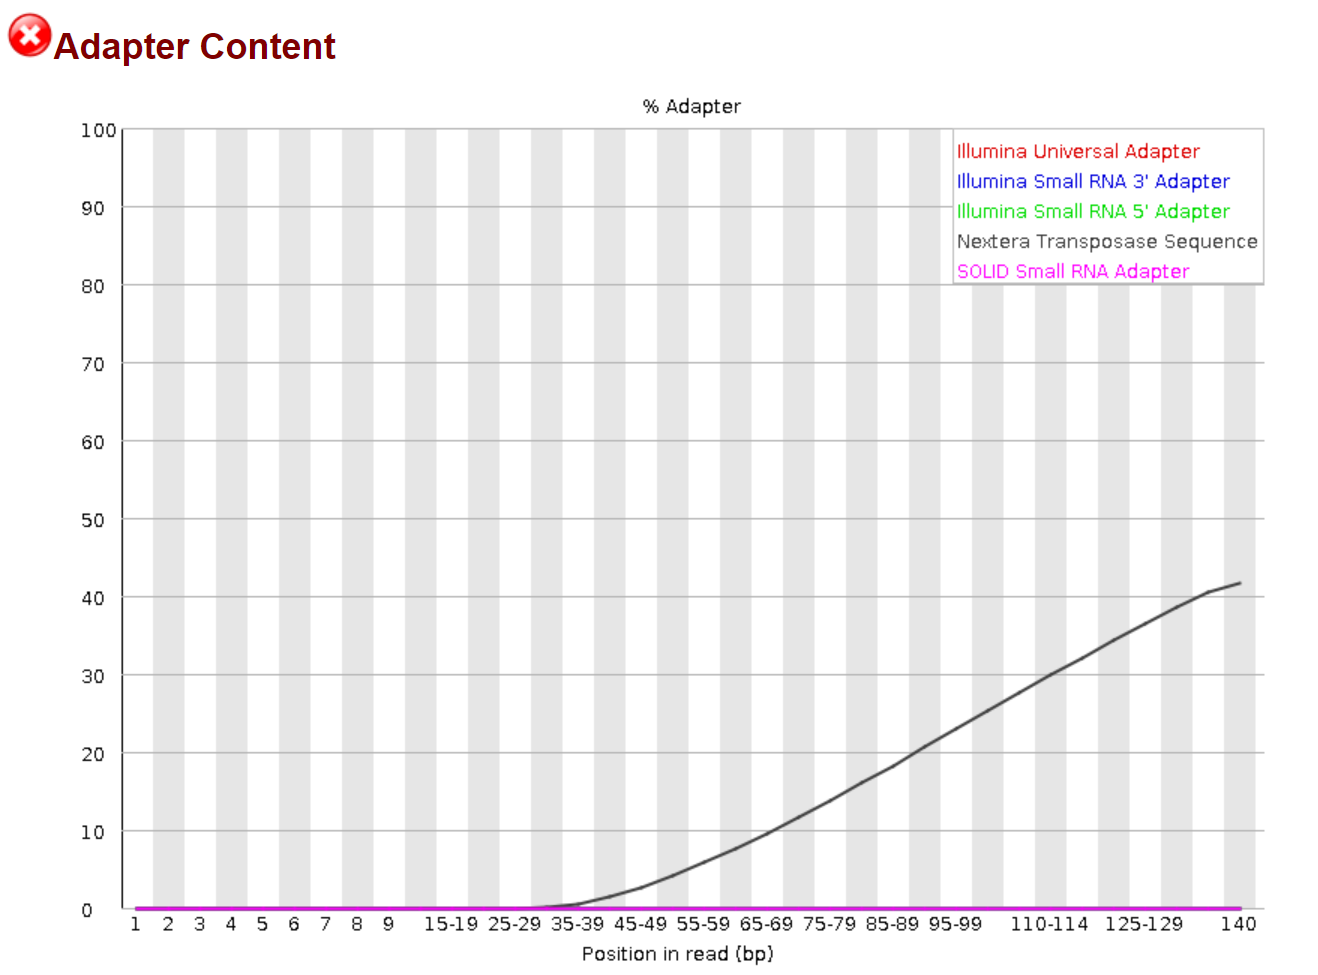 Adapter Content
% Adapter
100
90
80
70
60
50
40
30
20
10
0
Illumina Universal Adapter
Illumina Small RNA 3' Adapter
Illumina Small RNA 5' Adapter
Nextera Transposase Sequence
SOLID Small RNA Adapter
1 2 3 4 5 6 7 8 9 15-19 25-29 35-39 45-49 55-59 65-69 75-79 85-89 95-99 110-114 125-129 140
Position in read (bp)